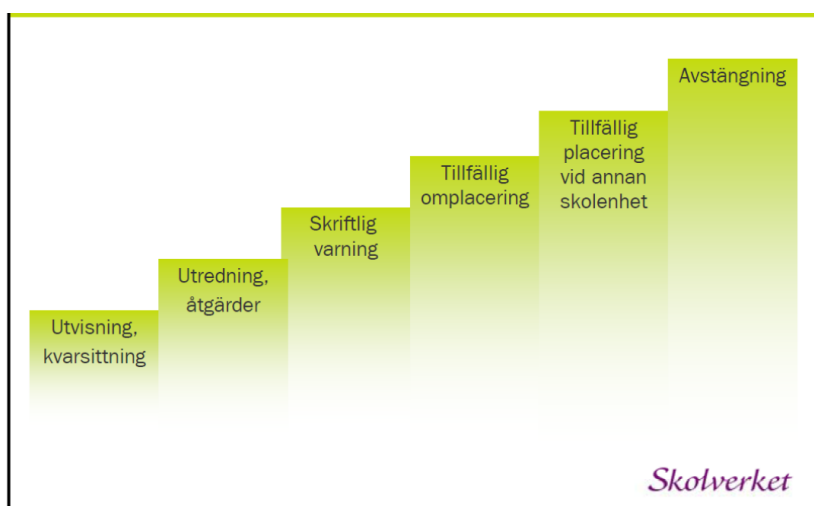 Utvisning,
kvarsittning
Utredning,
åtgärder
Skriftlig
varning
Tillfällig
omplacering
Tillfällig
placering
vid annan
skolenhet
Avstängning
Skolverket